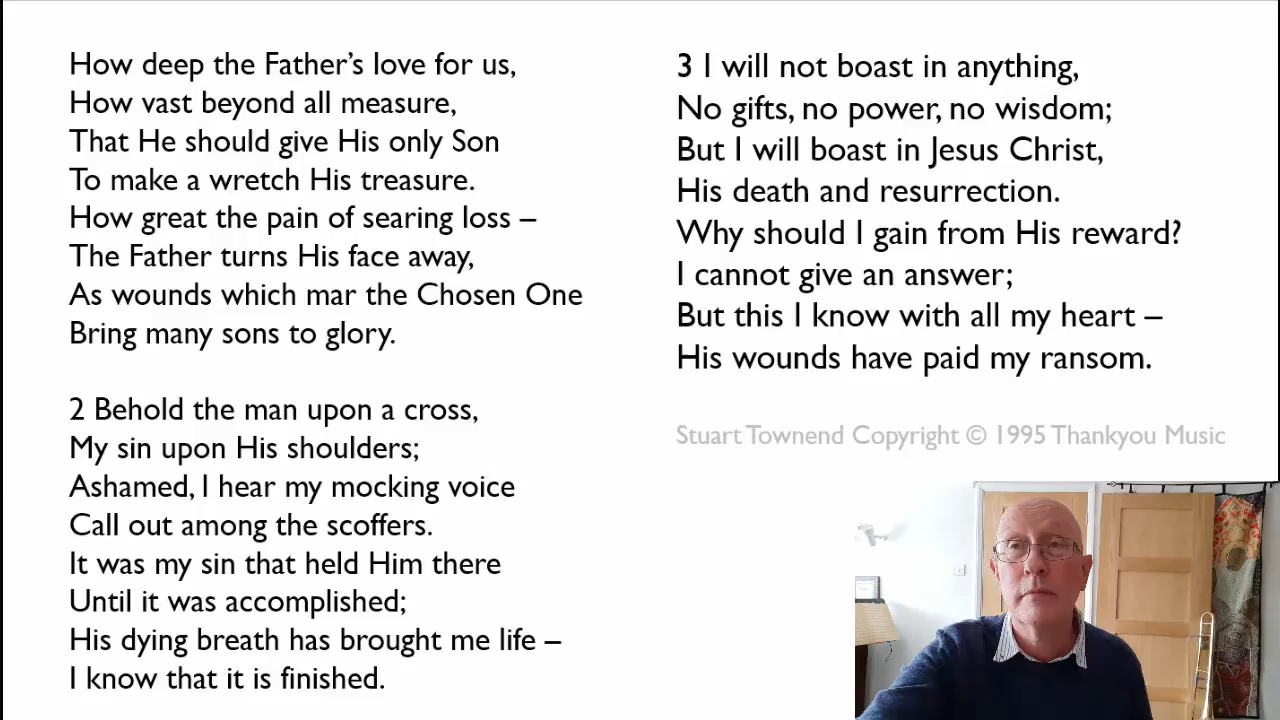 How deep the Father's love for us,
How vast beyond all measure,
That He should give His only Son
To make a wretch His treasure.
How great the pain of searing loss –
The Father turns His face away,
As wounds which mar the Chosen One
Bring many sons to glory.
2 Behold the man upon a cross,
My sin upon His shoulders;
Ashamed, I hear my mocking voice
Call out among the scoffers.
It was my sin that held Him there
Until it was accomplished;
His dying breath has brought me life –
I know that it is finished.
3 I will not boast in anything,
No gifts, no power, no wisdom;
But I will boast in Jesus Christ,
His death and resurrection.
Why should I gain from His reward?
I cannot give an answer;
But this I know with all my heart –
His wounds have paid my ransom.
Stuart Townend Copyright © 1995 Thankyou Music